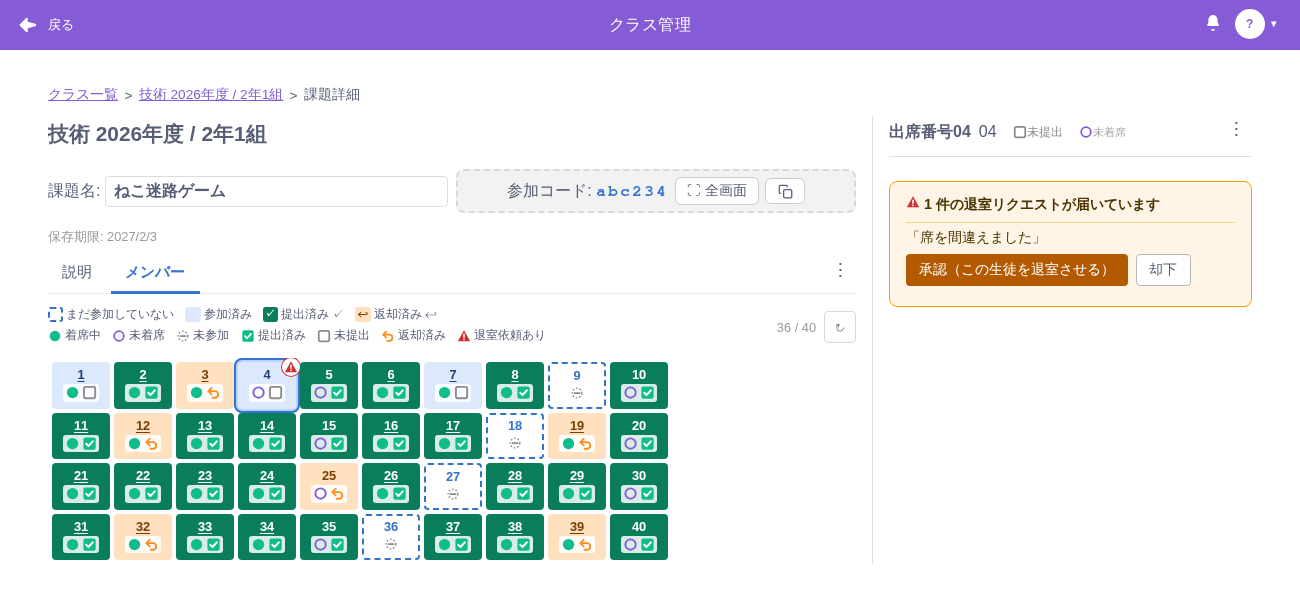 戻る
クラス管理
?
クラス一覧 > 技術 2026年度 / 2年1組 > 課題詳細
技術 2026年度 / 2年1組
課題名: ねこ迷路ゲーム
参加コード: abc234 全画面
保存期限: 2027/2/3
説明 メンバー
まだ参加していない 参加済み 提出済み ✓ 返却済み ↩
着席中 未着席 未参加 提出済み 未提出 返却済み 退室依頼あり
36 / 40
1 2 3 4 5 6 7 8 9 10
11 12 13 14 15 16 17 18 19 20
21 22 23 24 25 26 27 28 29 30
31 32 33 34 35 36 37 38 39 40
出席番号04 04 未提出 未着席
1 件の退室リクエストが届いています
「席を間違えました」
承認（この生徒を退室させる） 却下